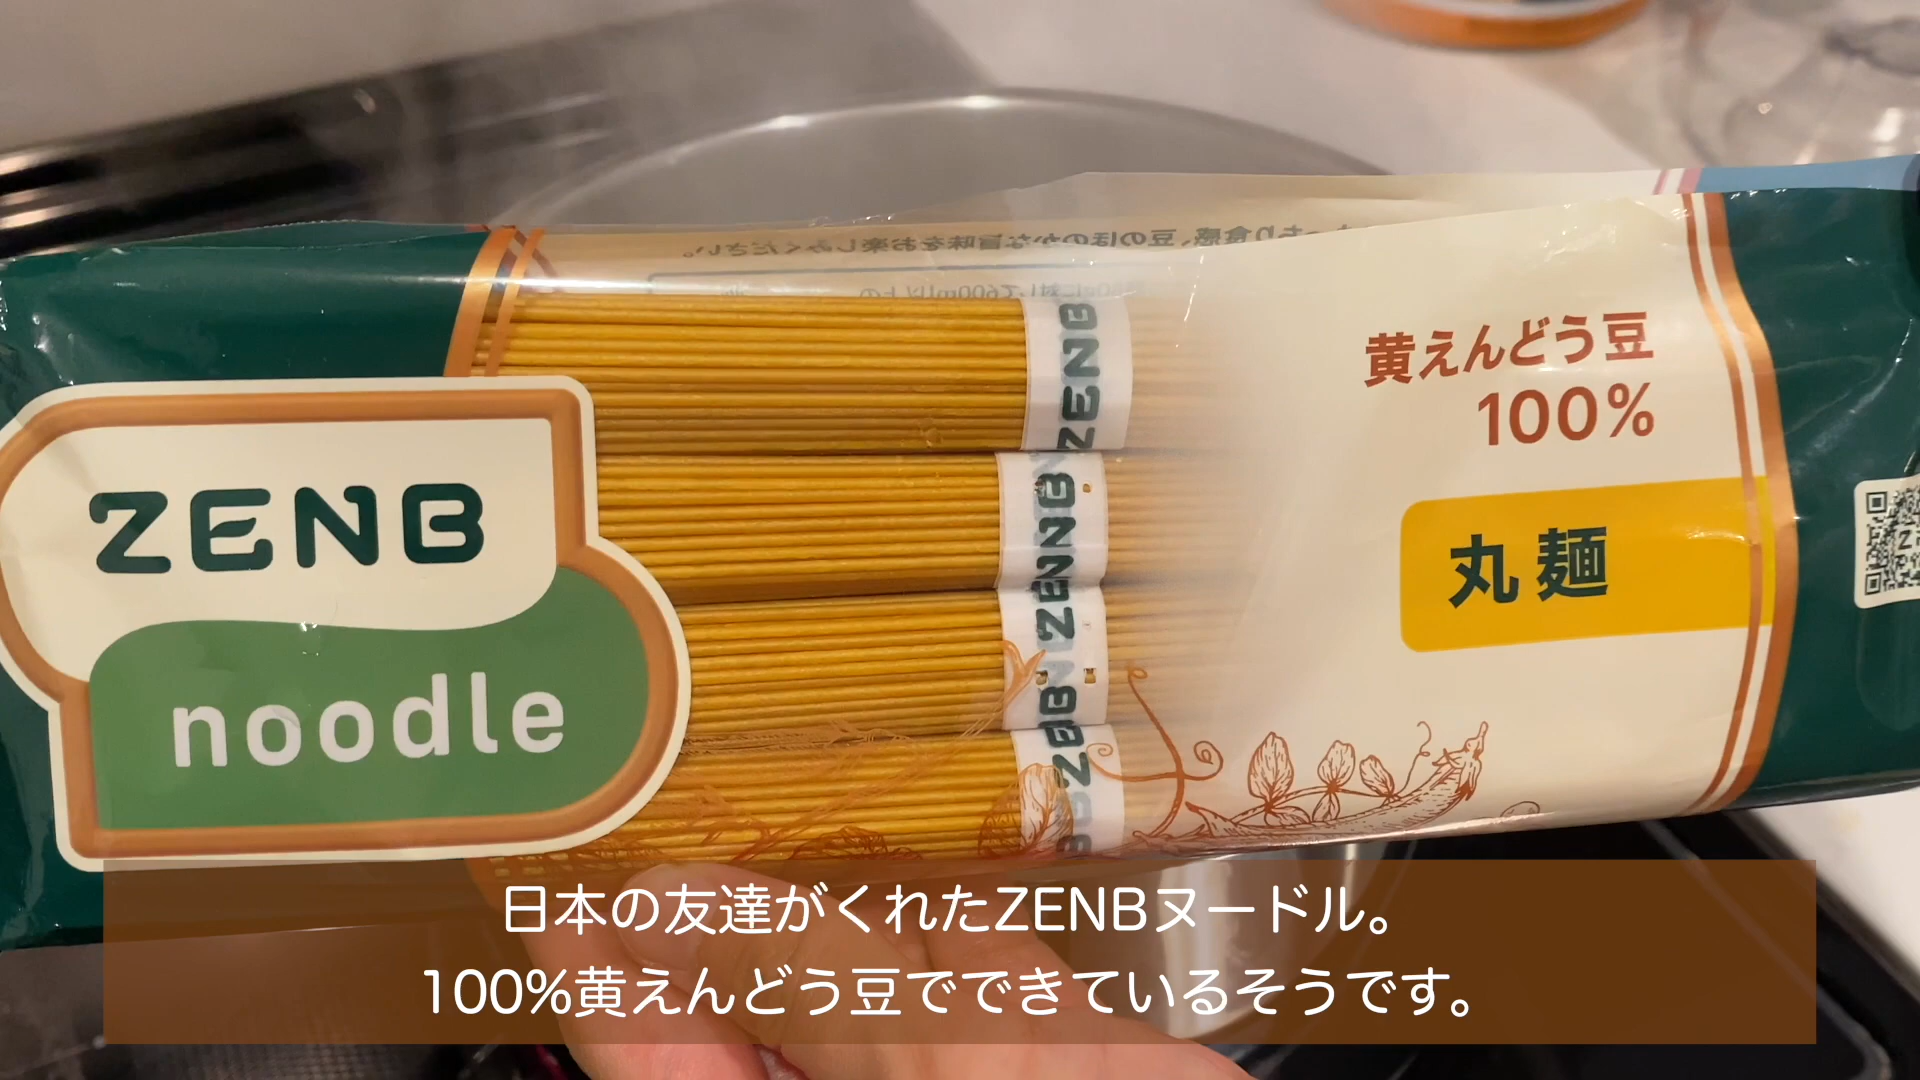 ZENB
noodle
黄えんどう豆
100%
丸麺
ZENB
ZENB
ZENB
ZENB
日本の友達がくれたZENBヌードル。
100%黄えんどう豆でできているそうです。